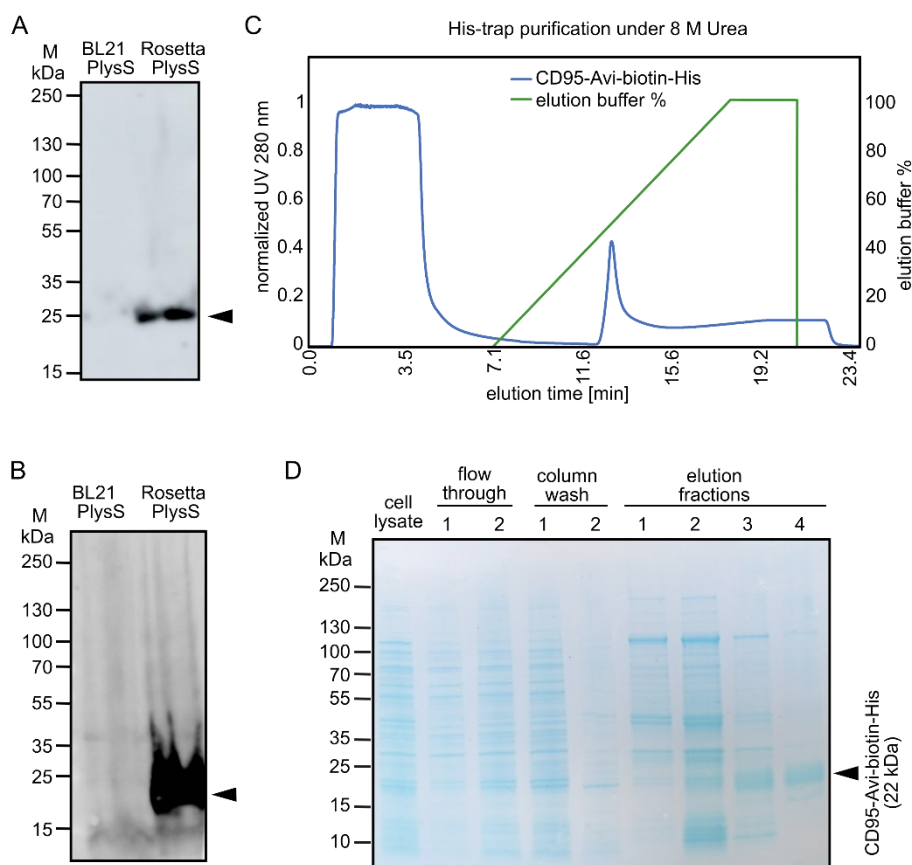 A
BL21 Rosetta
M PlysS PlysS
kDa
250
130
100
70
55
35
25
15
C
His-trap purification under 8 M Urea
CD95-Avi-biotin-His
elution buffer %
normalized UV 280 nm
1
0.8
0.6
0.4
0.2
0
100
80
60
40
20
10
0
elution buffer %
0.0 3.5 7.1 11.6 15.6 19.2 23.4
elution time [min]
B
BL21 Rosetta
PlysS PlysS
M
kDa
250
130
100
70
55
35
25
15
D
flow column elution
cell through wash fractions
lysate 1 2 1 2 1 2 3 4
M
kDa
250
130
100
70
55
35
25
15
10
CD95-Avi-biotin-His
(22 kDa)